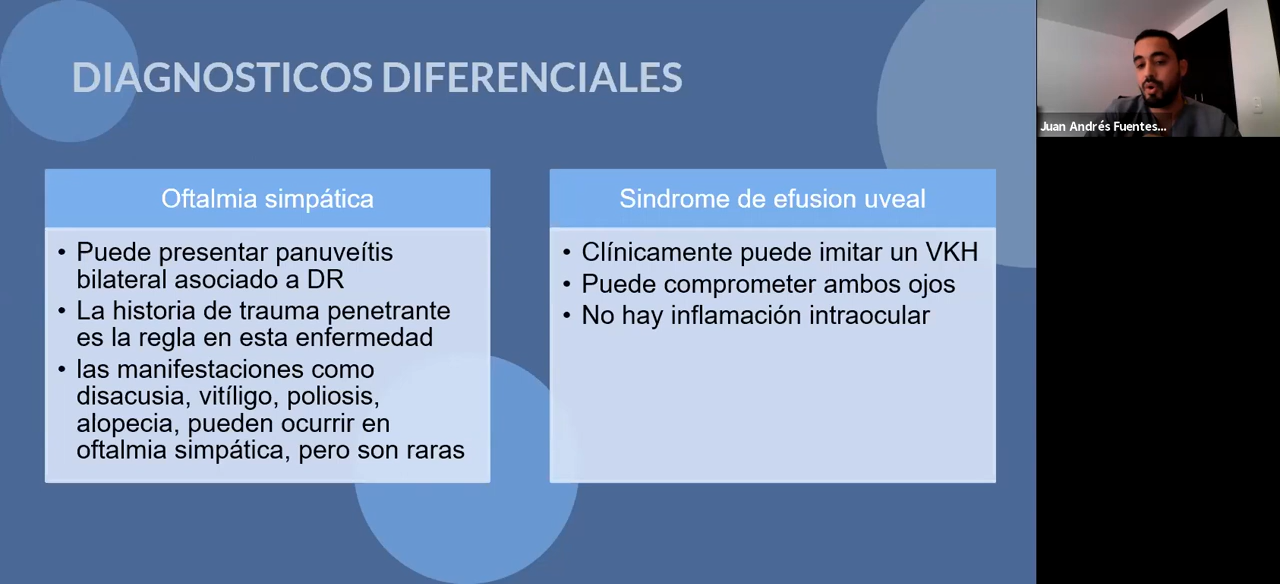 DIAGNOSTICOS DIFERENCIALES
Oftalmia simpática
• Puede presentar panuveítis
bilateral asociado a DR
• La historia de trauma penetrante
es la regla en esta enfermedad
• las manifestaciones como
disacusia, vitíligo, poliosis,
alopecia, pueden ocurrir en
oftalmia simpática, pero son raras
Sindrome de efusion uveal
• Clínicamente puede imitar un VKH
• Puede comprometer ambos ojos
• No hay inflamación intraocular
Juan Andrés Fuentes...